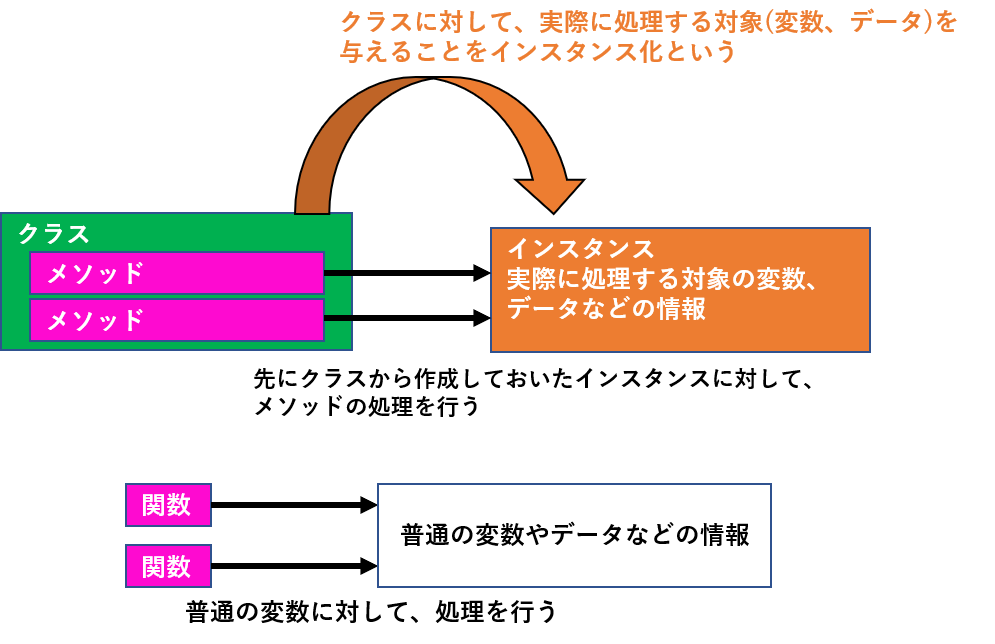 クラスに対して、実際に処理する対象(変数、データ)を
与えることをインスタンス化という
クラス
メソッド
メソッド
インスタンス
実際に処理する対象の変数、
データなどの情報
先にクラスから作成しておいたインスタンスに対して、
メソッドの処理を行う
関数
関数
普通の変数やデータなどの情報
普通の変数に対して、処理を行う